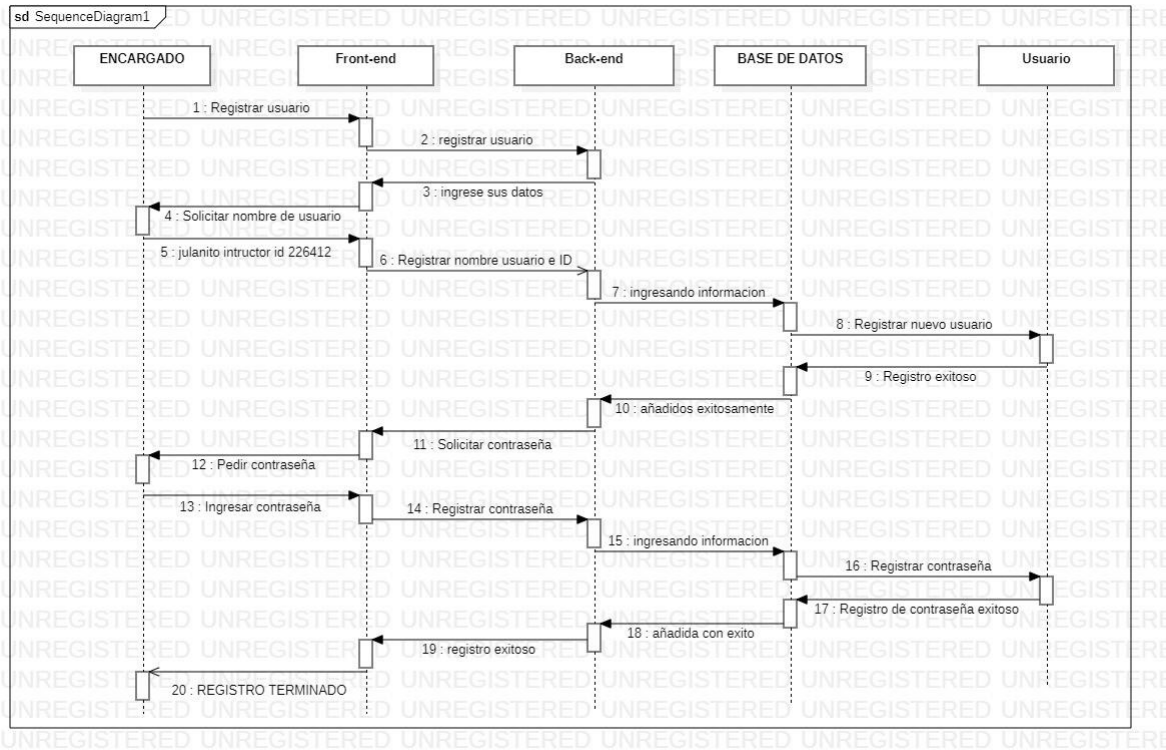 sd SequenceDiagram1
ENCARGADO
Front-end
Back-end
BASE DE DATOS
Usuario
1 : Registrar usuario
2 : registrar usuario
3 : ingrese sus datos
4 : Solicitar nombre de usuario
5 : julanito intructor id 226412
6 : Registrar nombre usuario e ID
7 : ingresando informacion
8 : Registrar nuevo usuario
9 : Registro exitoso
10 : añadidos exitosamente
11 : Solicitar contraseña
12 : Pedir contraseña
13 : Ingresar contraseña
14 : Registrar contraseña
15 : ingresando informacion
16 : Registrar contraseña
17 : Registro de contraseña exitoso
18 : añadida con exito
19 : registro exitoso
20 : REGISTRO TERMINADO
UNREGISTERED